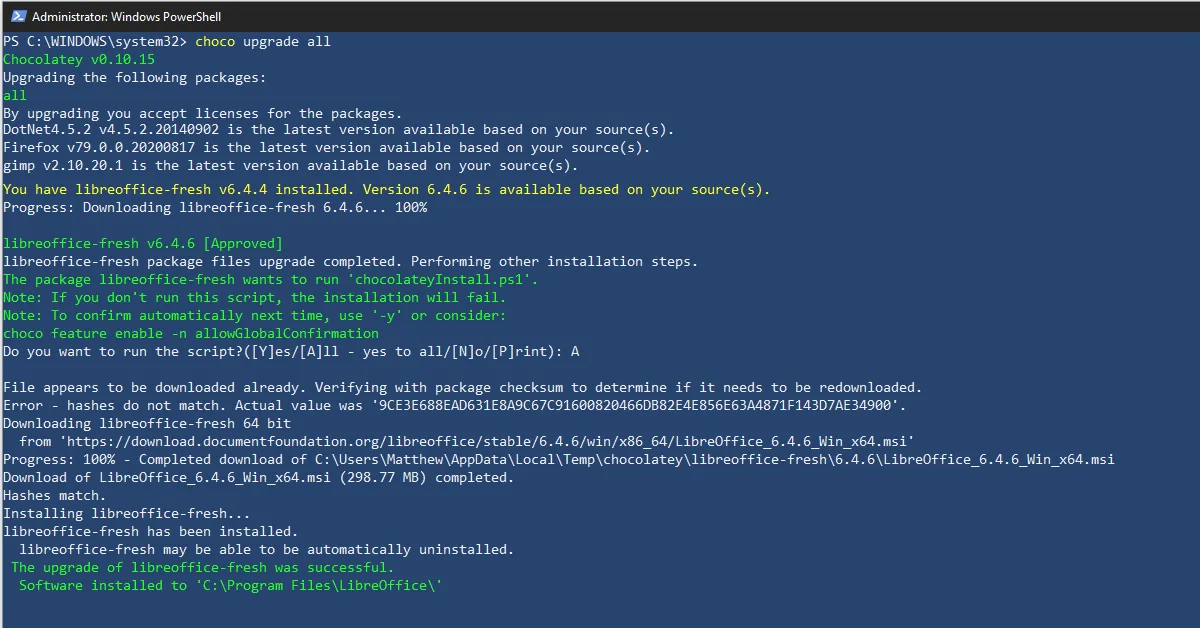 Administrator: Windows PowerShell
PS C:\WINDOWS\system32> choco upgrade all
Chocolatey v0.10.15
Upgrading the following packages:
all
By upgrading you accept licenses for the packages.
DotNet4.5.2 v4.5.2.20140902 is the latest version available based on your source(s).
Firefox v79.0.0.20200817 is the latest version available based on your source(s).
gimp v2.10.20.1 is the latest version available based on your source(s).
You have libreoffice-fresh v6.4.4 installed. Version 6.4.6 is available based on your source(s).
Progress: Downloading libreoffice-fresh 6.4.6... 100%
libreoffice-fresh v6.4.6 [Approved]
libreoffice-fresh package files upgrade completed. Performing other installation steps.
The package libreoffice-fresh wants to run 'chocolateyInstall.ps1'.
Note: If you don't run this script, the installation will fail.
Note: To confirm automatically next time, use '-y' or consider:
choco feature enable -n allowGlobalConfirmation
Do you want to run the script?([Y]es/[A]ll - yes to all/[N]o/[P]rint): A
File appears to be downloaded already. Verifying with package checksum to determine if it needs to be redownloaded.
Error - hashes do not match. Actual value was '9CE3E688EAD631E8A9C67C91600820466DB82E4E856E63A4871F143D7AE34900'.
Downloading libreoffice-fresh 64 bit
  from 'https://download.documentfoundation.org/libreoffice/stable/6.4.6/win/x86_64/LibreOffice_6.4.6_Win_x64.msi'
Progress: 100% - Completed download of C:\Users\Matthew\AppData\Local\Temp\chocolatey\libreoffice-fresh\6.4.6\LibreOffice_6.4.6_Win_x64.msi
Download of LibreOffice_6.4.6_Win_x64.msi (298.77 MB) completed.
Hashes match.
Installing libreoffice-fresh...
libreoffice-fresh has been installed.
  libreoffice-fresh may be able to be automatically uninstalled.
 The upgrade of libreoffice-fresh was successful.
  Software installed to 'C:\Program Files\LibreOffice\'